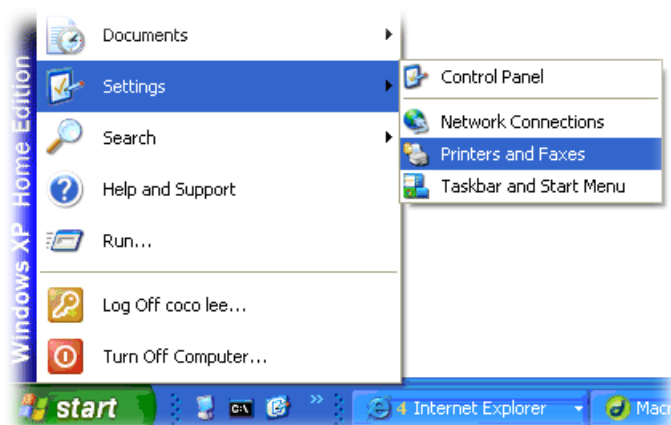 Windows XP Home Edition
Documents
Settings
Search
Help and Support
Run...
Log Off coco lee...
Turn Off Computer...
Control Panel
Network Connections
Printers and Faxes
Taskbar and Start Menu
start
C:\
»
4 Internet Explorer
Mac